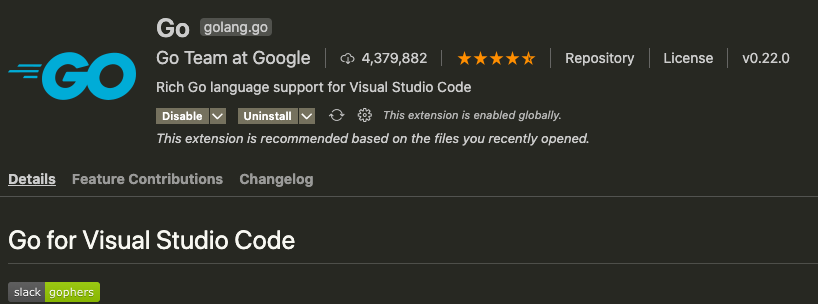 Go golang.go
GO
Go Team at Google 4,379,882 Repository License v0.22.0
Rich Go language support for Visual Studio Code
Disable Uninstall This extension is enabled globally.
This extension is recommended based on the files you recently opened.
Details Feature Contributions Changelog
Go for Visual Studio Code
slack gophers